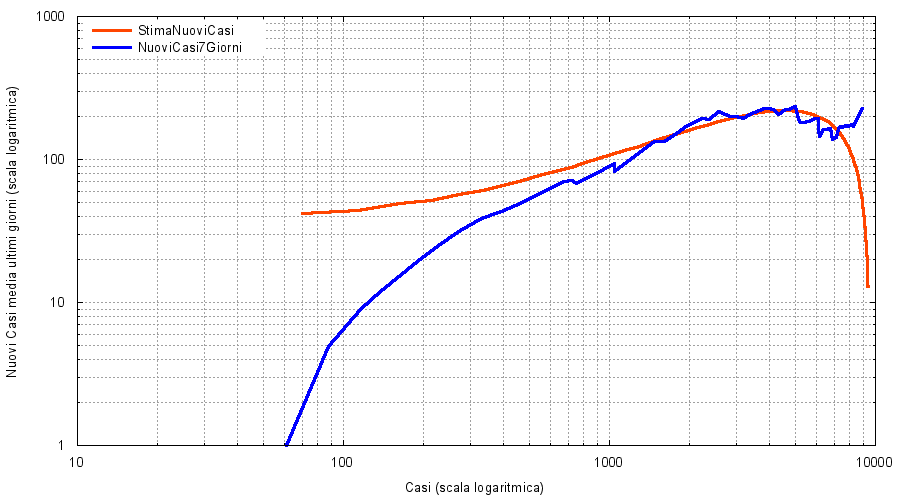 1000
StimaNuoviCasi
NuoviCasi7Giorni
100
10
1
Nuovi Casi media ultimi giorni (scala logaritmica)
10 100 1000 10000
Casi (scala logaritmica)